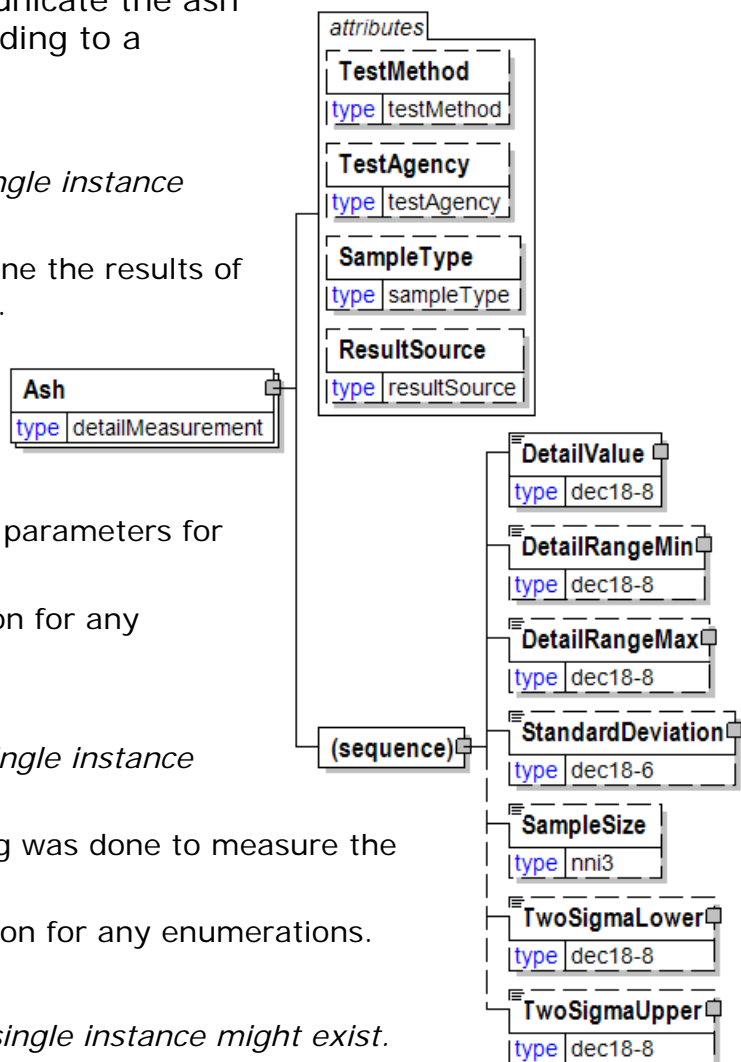 unicate the ash
ding to a
ngle instance
ne the results of
.
parameters for
on for any
ingle instance
g was done to measure the
on for any enumerations.
single instance might exist.
Ash
type detailMeasurement
attributes
TestMethod
type testMethod
TestAgency
type testAgency
SampleType
type sampleType
ResultSource
type resultSource
(sequence)
DetailValue
type dec18-8
DetailRangeMin
type dec18-8
DetailRangeMax
type dec18-8
StandardDeviation
type dec18-6
SampleSize
type nni3
TwoSigmaLower
type dec18-8
TwoSigmaUpper
type dec18-8